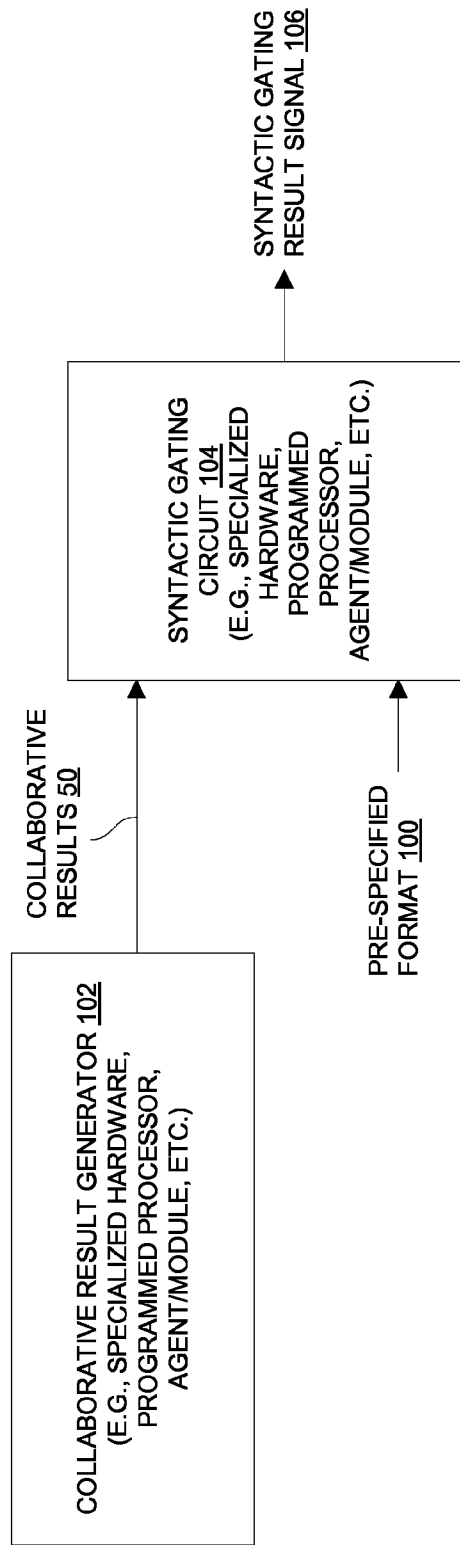 COLLABORATIVE RESULT GENERATOR 102
(E.G., SPECIALIZED HARDWARE,
PROGRAMMED PROCESSOR,
AGENT/MODULE, ETC.)
COLLABORATIVE
RESULTS 50
PRE-SPECIFIED
FORMAT 100
SYNTACTIC GATING
CIRCUIT 104
(E.G., SPECIALIZED
HARDWARE,
PROGRAMMED
PROCESSOR,
AGENT/MODULE, ETC.)
SYNTACTIC GATING
RESULT SIGNAL 106